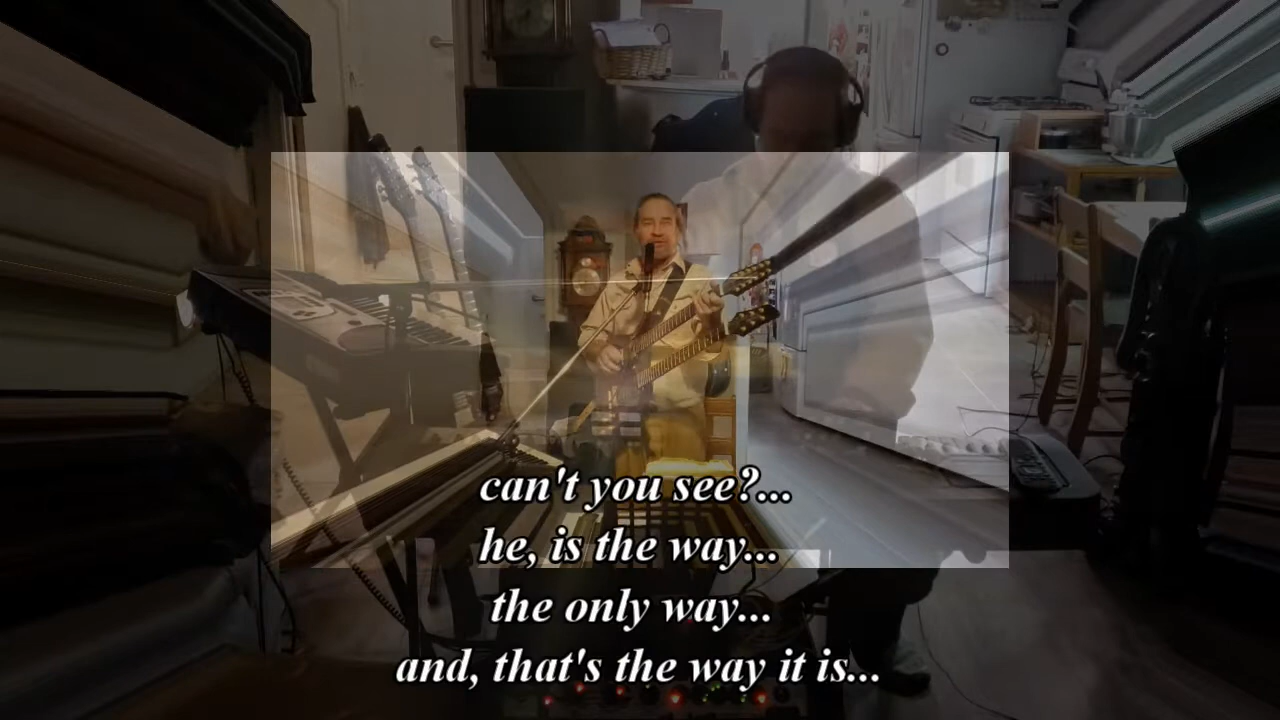 can't you see?...
he, is the way...
the only way...
and, that's the way it is...